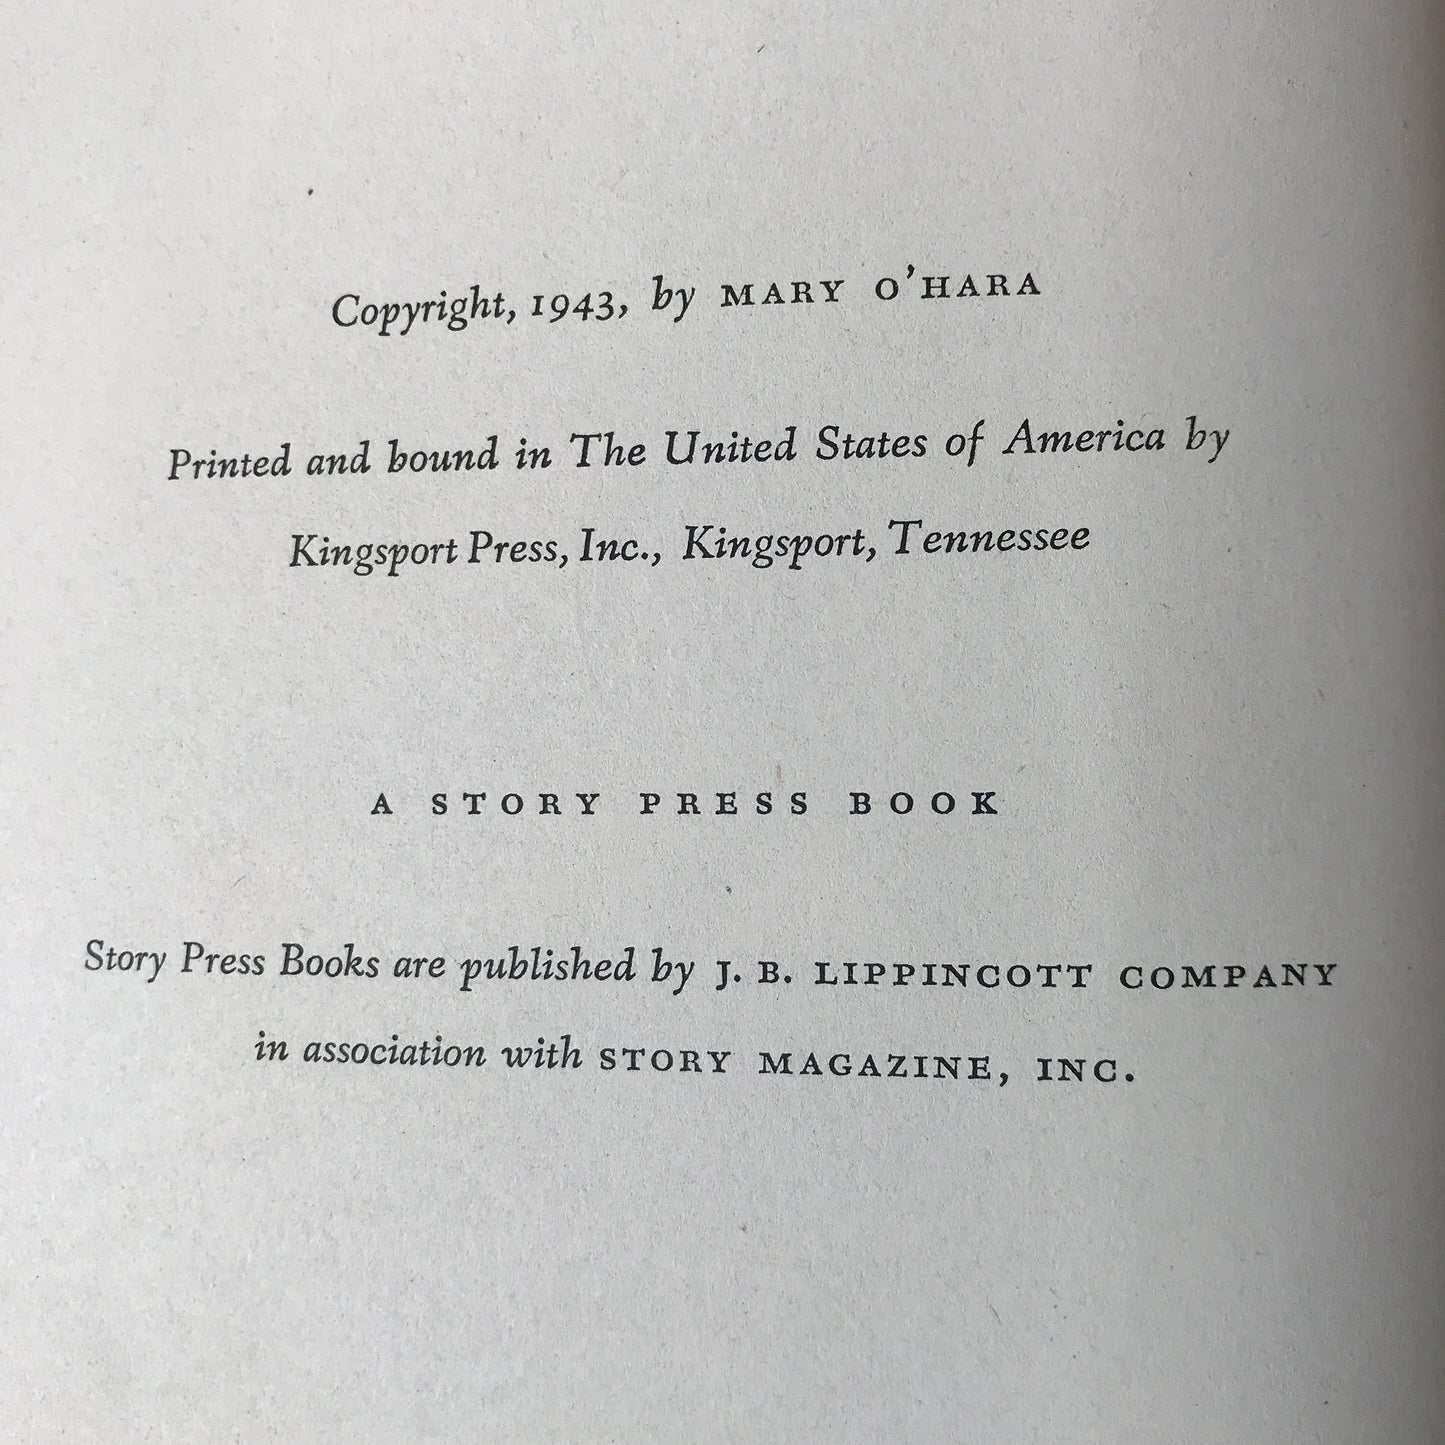 Copyright, 1943, by MARY O'HARA
Printed and bound in The United States of America by
Kingsport Press, Inc., Kingsport, Tennessee
A STORY PRESS BOOK
Story Press Books are published by J. B. LIPPINCOTT COMPANY
in association with STORY MAGAZINE, INC.